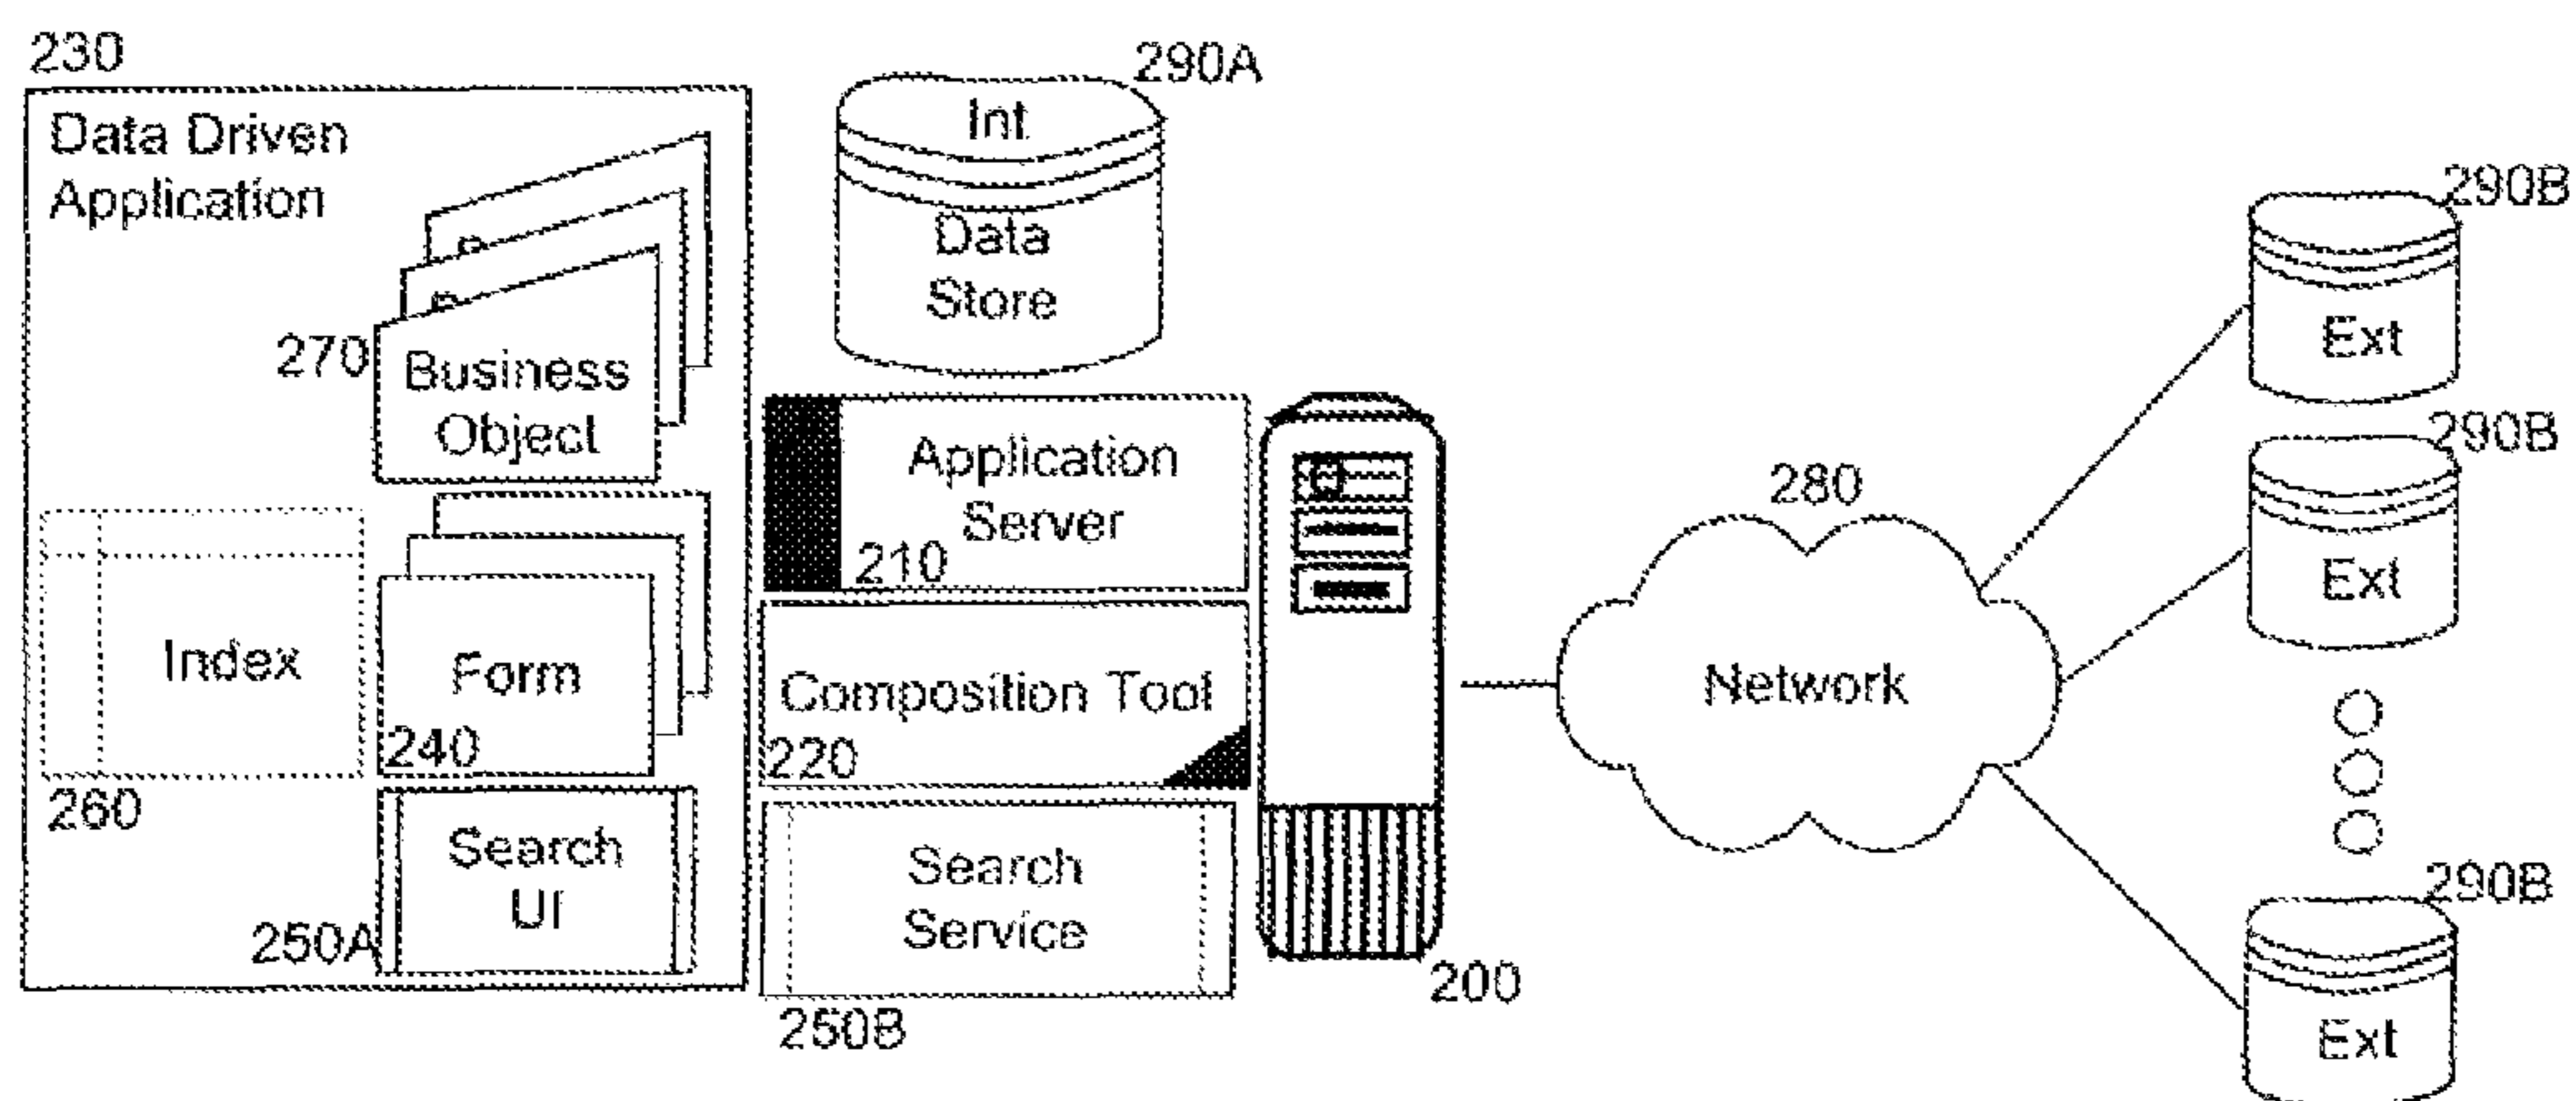 230
Data Driven
Application
270
Business
Object
Index
260
Form
240
Search
UI
250A
290A
Int
Data
Store
Application
Server
210
Composition Tool
220
Search
Service
250B
200
280
Network
290B
Ext
290B
Ext
290B
Ext